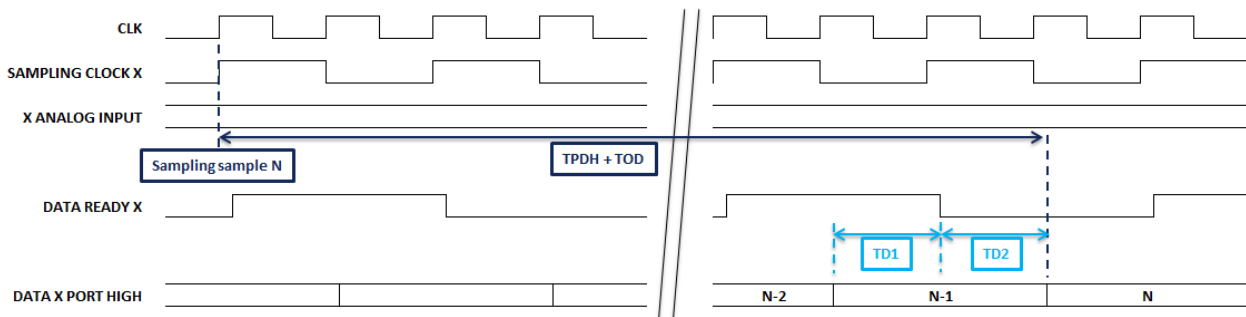 CLK
SAMPLING CLOCK X
X ANALOG INPUT
Sampling sample N
TPDH + TOD
DATA READY X
TD1
TD2
DATA X PORT HIGH
N-2
N-1
N